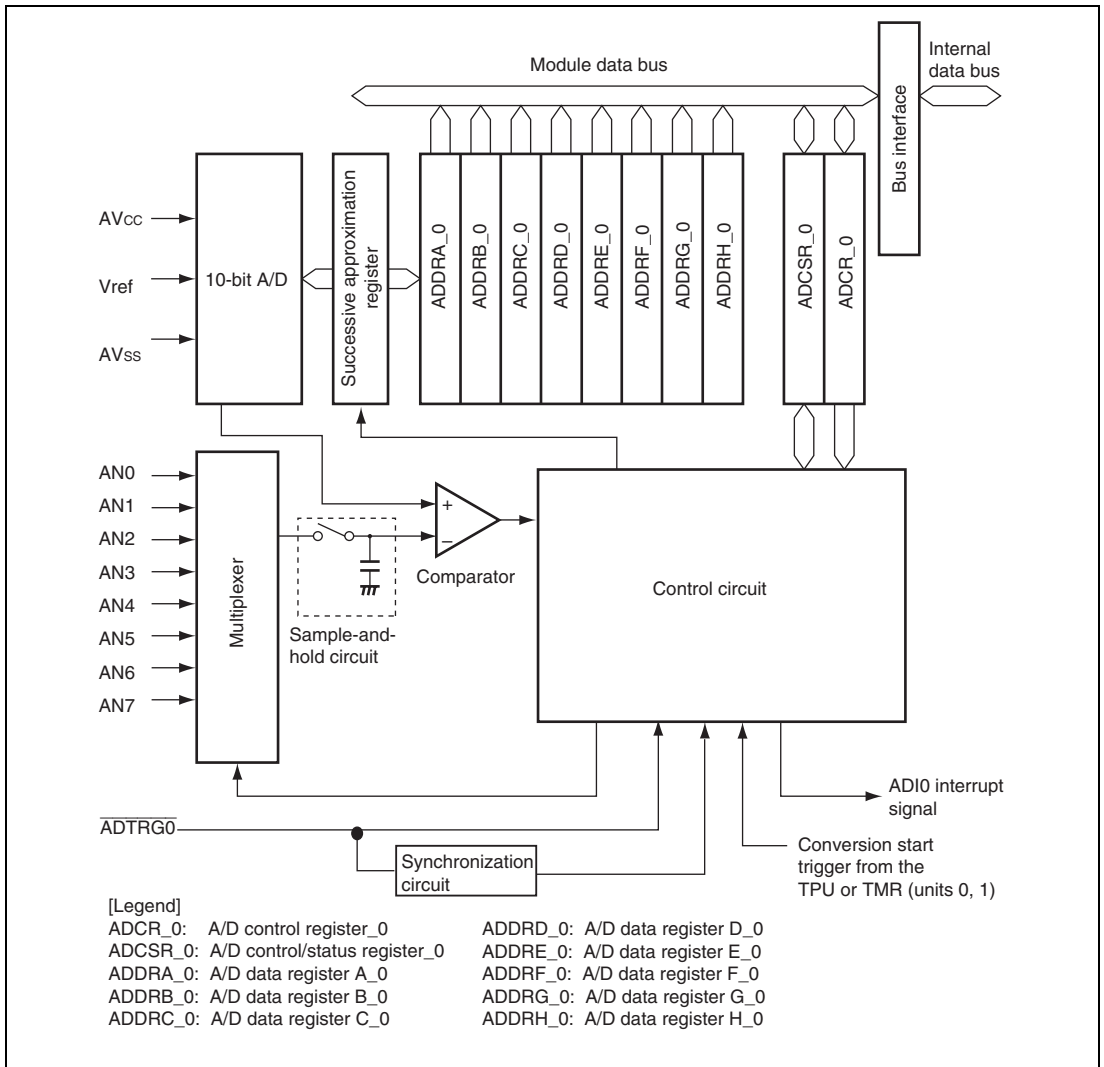 Module data bus
Internal
data bus
Bus interface
AVCC
Vref
AVSS
10-bit A/D
Successive approximation
register
ADDRA_0
ADDRB_0
ADDRC_0
ADDRD_0
ADDRE_0
ADDRF_0
ADDRG_0
ADDRH_0
ADCSR_0
ADCR_0
AN0
AN1
AN2
AN3
AN4
AN5
AN6
AN7
Multiplexer
+
–
Comparator
Sample-and-
hold circuit
Control circuit
ADI0 interrupt
signal
ADTRG0
Synchronization
circuit
Conversion start
trigger from the
TPU or TMR (units 0, 1)
[Legend]
ADCR_0: A/D control register_0
ADCSR_0: A/D control/status register_0
ADDRA_0: A/D data register A_0
ADDRB_0: A/D data register B_0
ADDRC_0: A/D data register C_0
ADDRD_0: A/D data register D_0
ADDRE_0: A/D data register E_0
ADDRF_0: A/D data register F_0
ADDRG_0: A/D data register G_0
ADDRH_0: A/D data register H_0